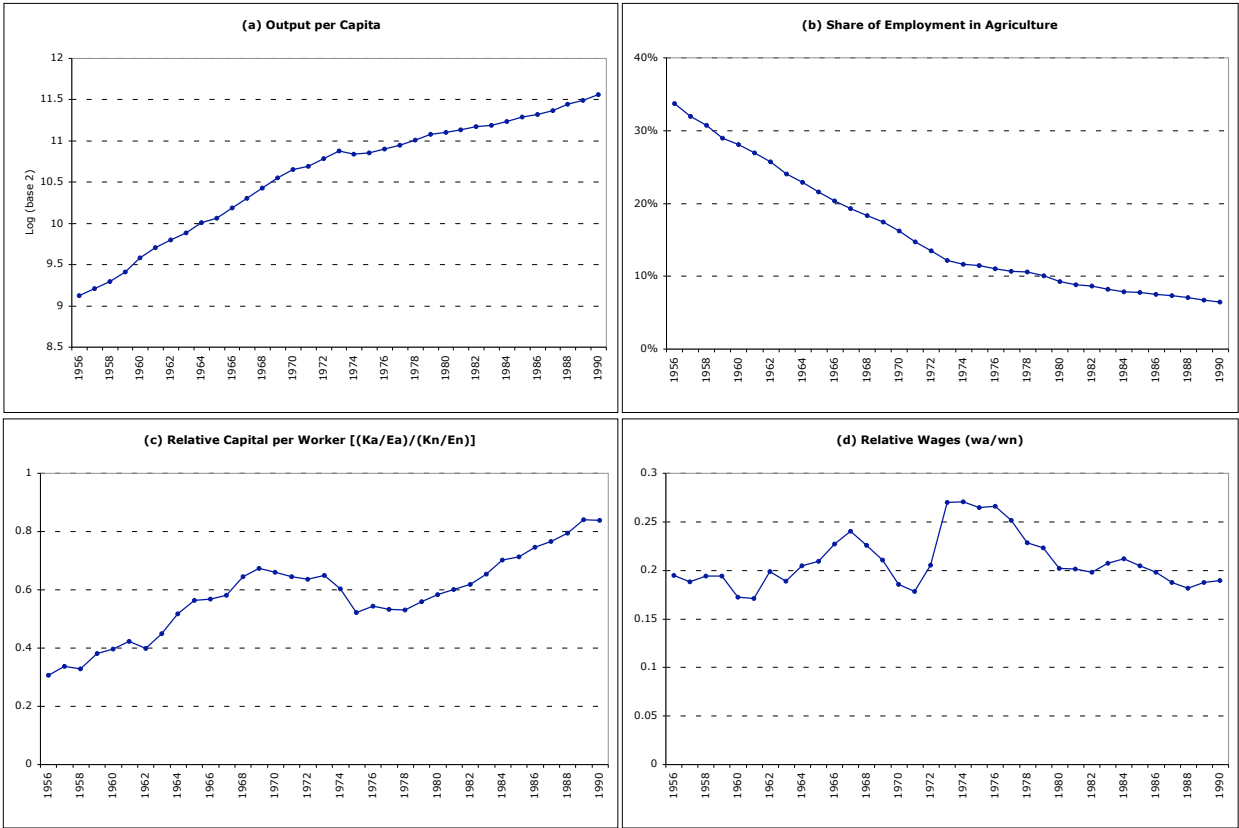 (a) Output per Capita
12
11.5
11
10.5
10
9.5
9
8.5
Log (base 2)
1956 1958 1960 1962 1964 1966 1968 1970 1972 1974 1976 1978 1980 1982 1984 1986 1988 1990
(b) Share of Employment in Agriculture
40%
30%
20%
10%
0%
1956 1958 1960 1962 1964 1966 1968 1970 1972 1974 1976 1978 1980 1982 1984 1986 1988 1990
(c) Relative Capital per Worker [(Ka/Ea)/(Kn/En)]
1
0.8
0.6
0.4
0.2
0
1956 1958 1960 1962 1964 1966 1968 1970 1972 1974 1976 1978 1980 1982 1984 1986 1988 1990
(d) Relative Wages (wa/wn)
0.3
0.25
0.2
0.15
0.1
0.05
0
1956 1958 1960 1962 1964 1966 1968 1970 1972 1974 1976 1978 1980 1982 1984 1986 1988 1990